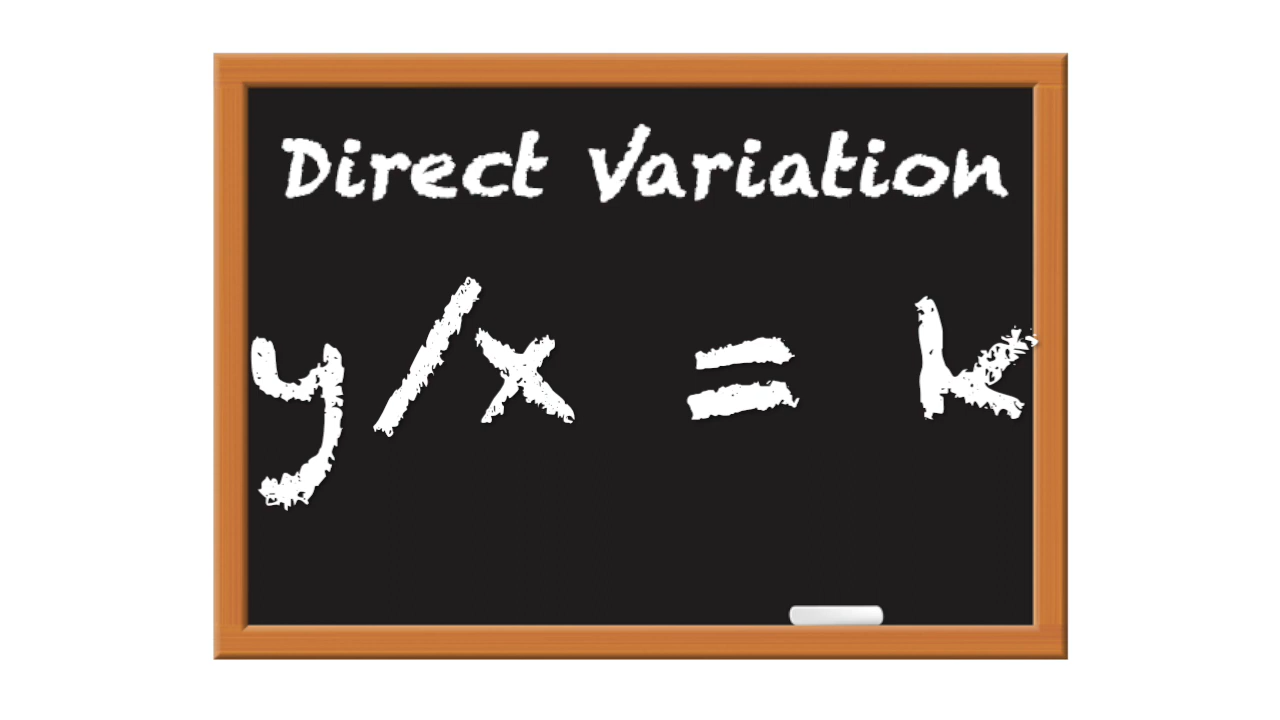 Direct Variation
y/x = k